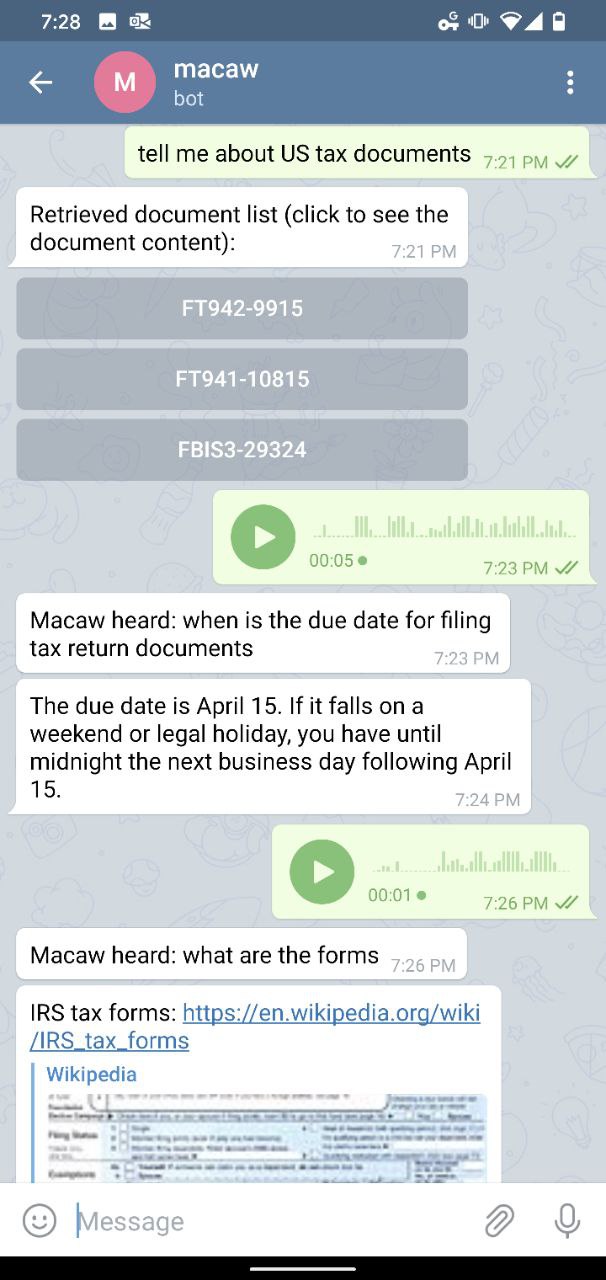 7:28
M
macaw
bot
tell me about US tax documents 7:21 PM
Retrieved document list (click to see the
document content):
7:21 PM
FT942-9915
FT941-10815
FBIS3-29324
00:05
7:23 PM
Macaw heard: when is the due date for filing
tax return documents
7:23 PM
The due date is April 15. If it falls on a
weekend or legal holiday, you have until
midnight the next business day following April
15.
7:24 PM
00:01
7:26 PM
Macaw heard: what are the forms 7:26 PM
IRS tax forms: https://en.wikipedia.org/wiki
/IRS_tax_forms
Wikipedia
Filing Status
Exemptions
Message